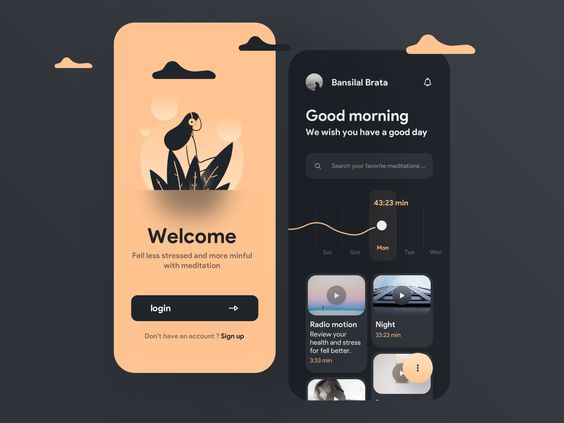 Welcome
Fell less stressed and more minful
with meditation
login
Don't have an account ? Sign up
Bansilal Brata
Good morning
We wish you have a good day
Search your favorite meditations ...
43:23 min
Sat
Sun
Mon
Tue
Wen
Radio motion
Review your
health and stress
for fell better.
3:33 min
Night
33:23 min